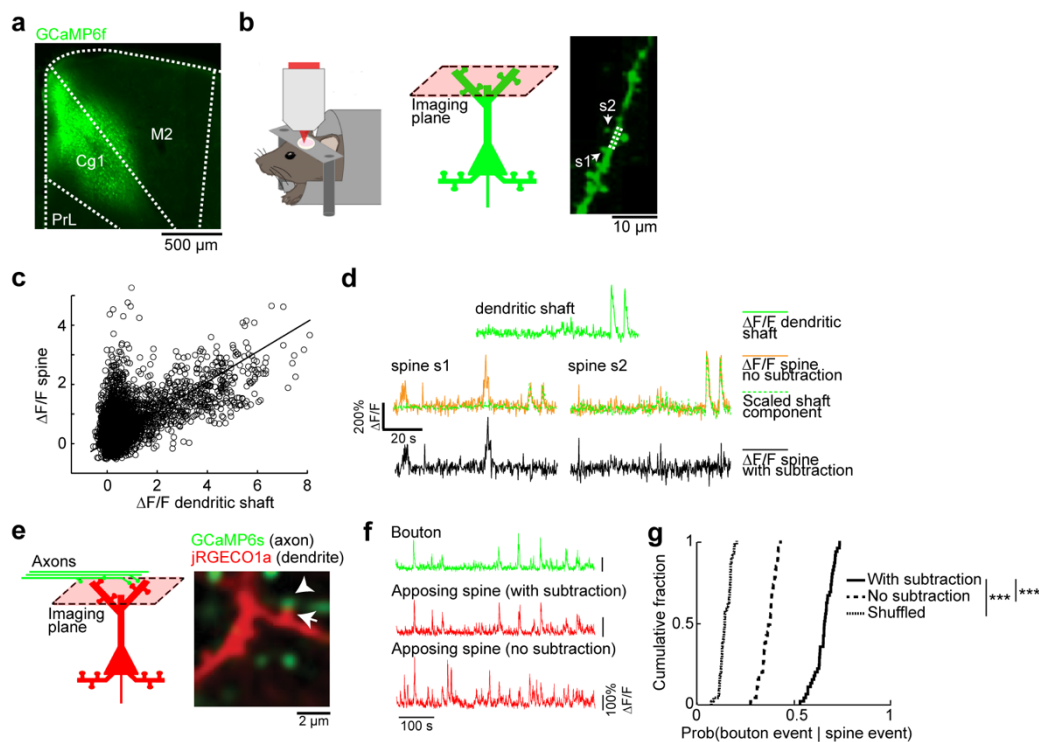 a
GCaMP6f
M2
Cg1
PrL
500 µm
b
Imaging
plane
s2
s1
10 µm
c
ΔF/F spine
4
2
0
0
2
4
6
8
ΔF/F dendritic shaft
d
dendritic shaft
spine s1
spine s2
200%
ΔF/F
20 s
ΔF/F dendritic
shaft
ΔF/F spine
no subtraction
Scaled shaft
component
ΔF/F spine
with subtraction
e
GCaMP6s (axon)
jRGECO1a (dendrite)
Axons
Imaging
plane
2 µm
f
Bouton
Apposing spine (with subtraction)
Apposing spine (no subtraction)
100%
ΔF/F
100 s
g
Cumulative fraction
1
0.5
0
0
0.5
1
Prob(bouton event | spine event)
With subtraction
No subtraction
Shuffled
***
***